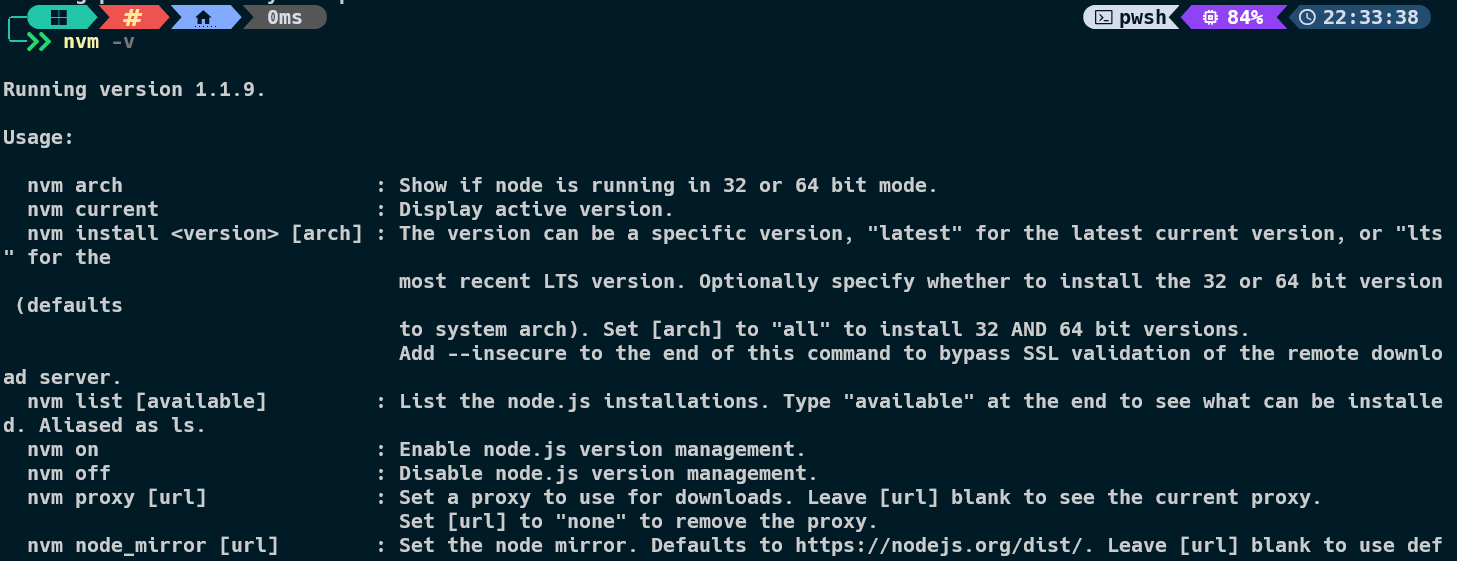 # 0ms pwsh 84% 22:33:38
nvm -v
Running version 1.1.9.
Usage:
nvm arch : Show if node is running in 32 or 64 bit mode.
nvm current : Display active version.
nvm install <version> [arch] : The version can be a specific version, "latest" for the latest current version, or "lts
" for the
most recent LTS version. Optionally specify whether to install the 32 or 64 bit version
(defaults
to system arch). Set [arch] to "all" to install 32 AND 64 bit versions.
Add --insecure to the end of this command to bypass SSL validation of the remote downlo
ad server.
nvm list [available] : List the node.js installations. Type "available" at the end to see what can be installe
d. Aliased as ls.
nvm on : Enable node.js version management.
nvm off : Disable node.js version management.
nvm proxy [url] : Set a proxy to use for downloads. Leave [url] blank to see the current proxy.
Set [url] to "none" to remove the proxy.
nvm node_mirror [url] : Set the node mirror. Defaults to https://nodejs.org/dist/. Leave [url] blank to use def